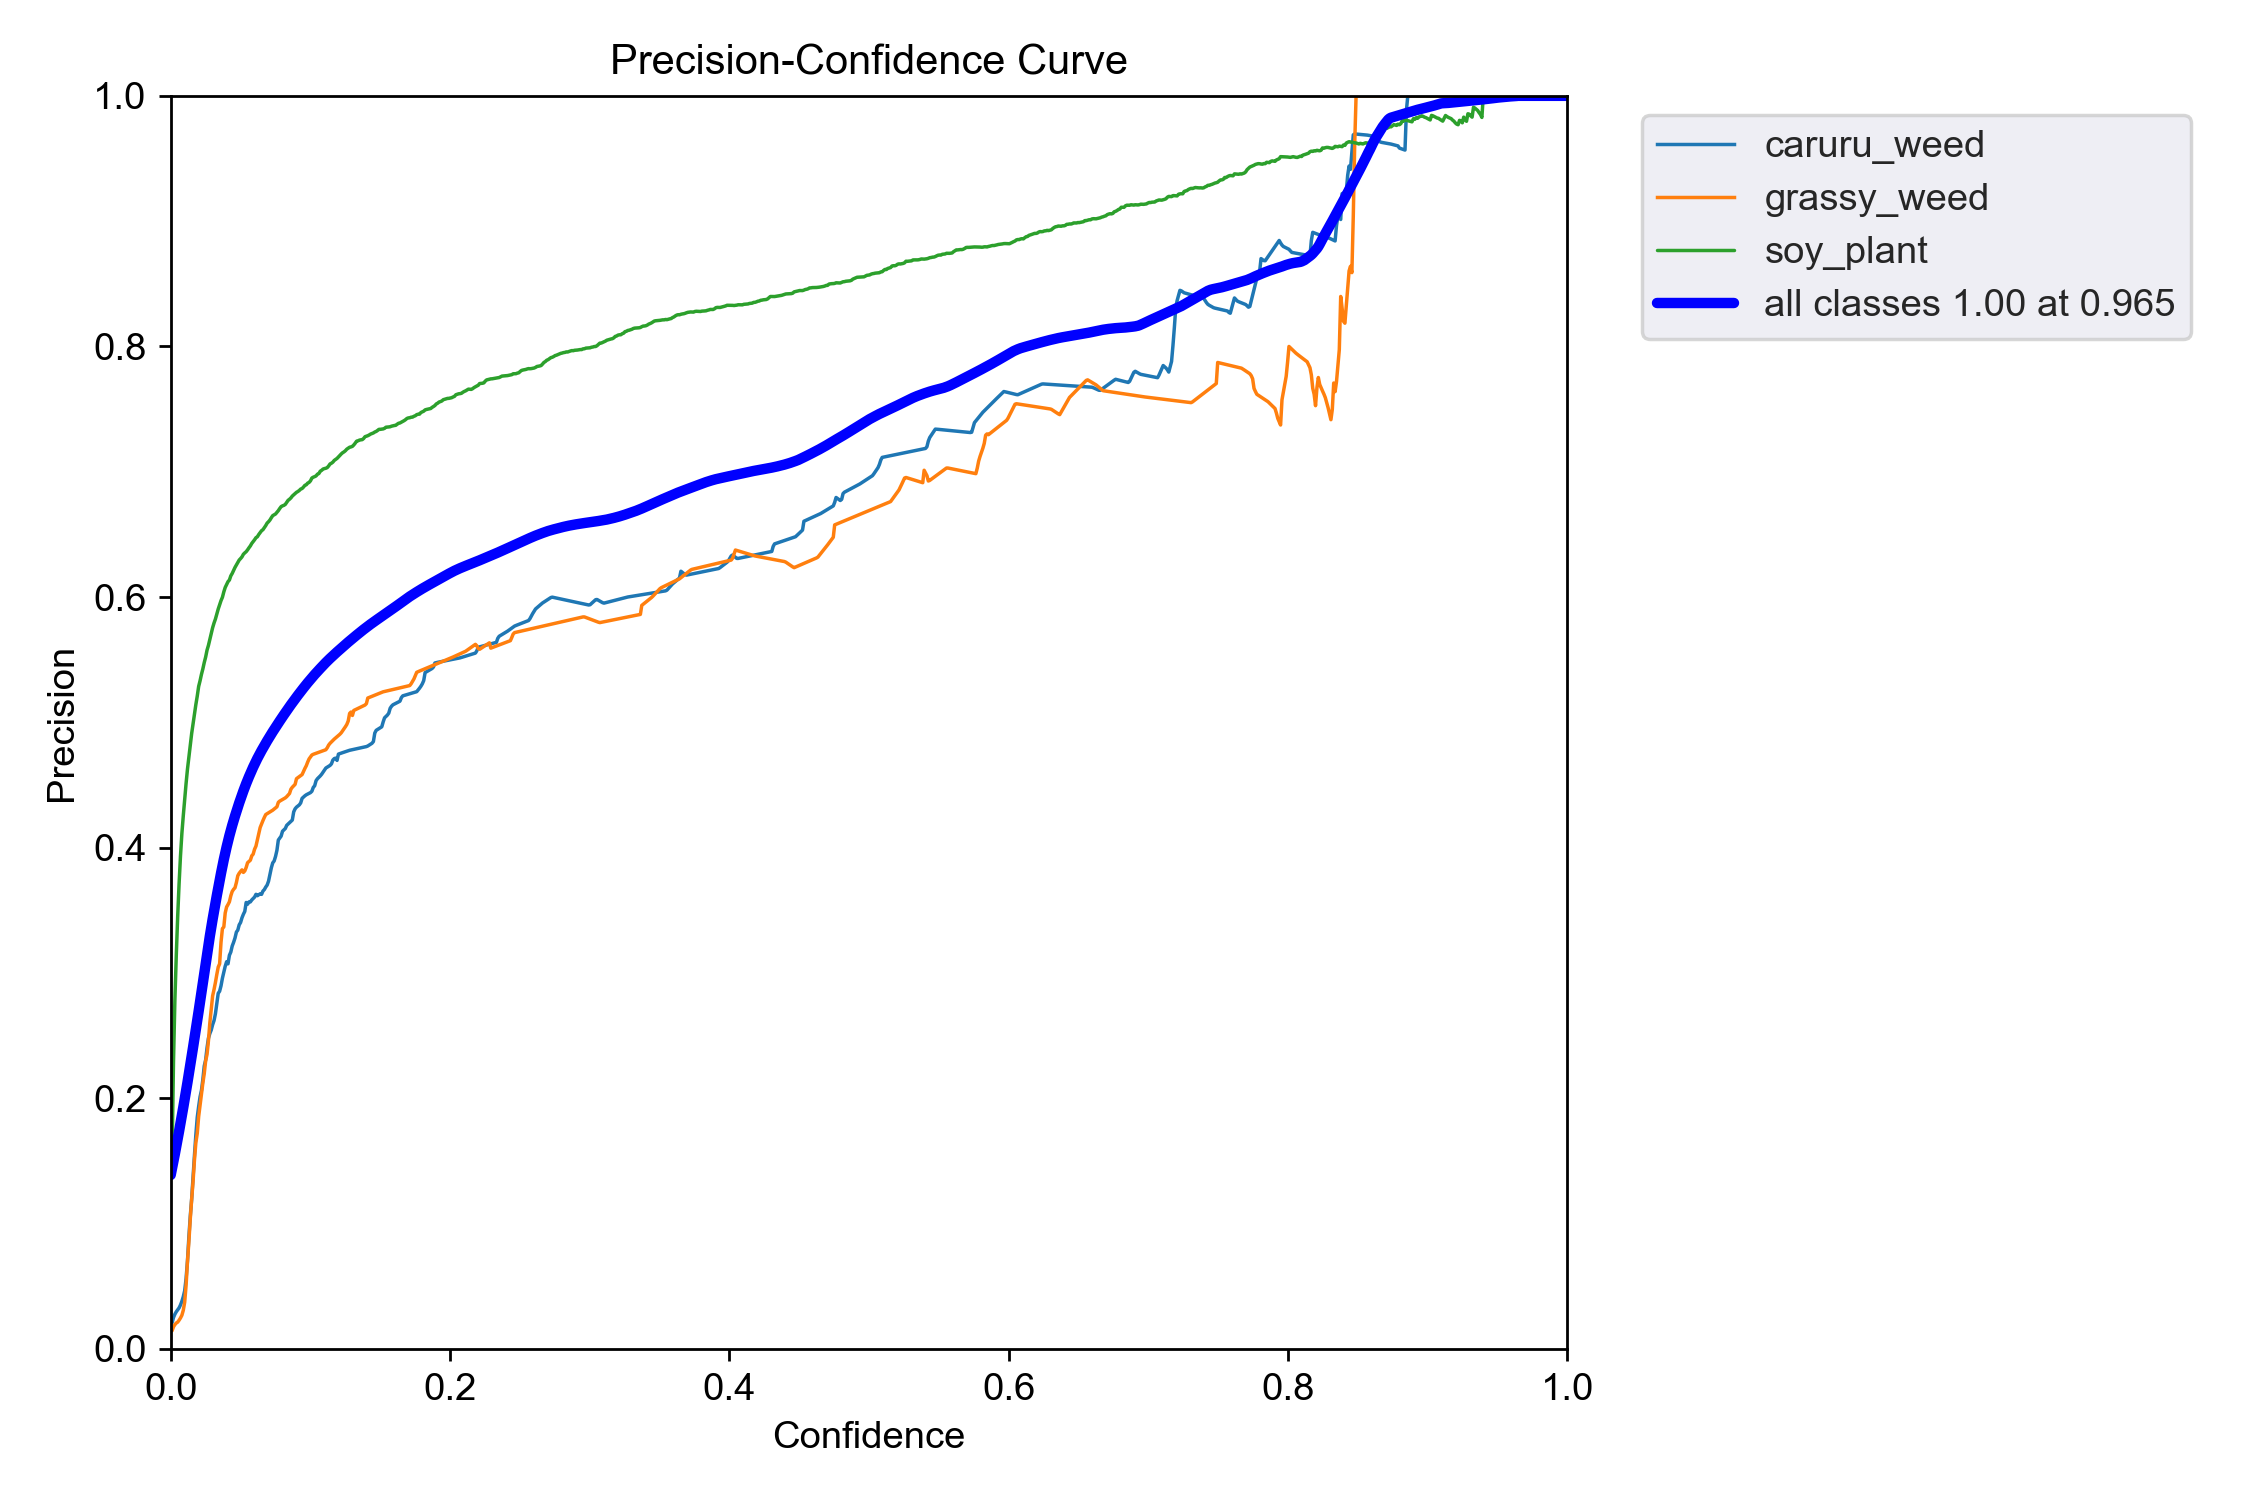 Precision-Confidence Curve
1.0
0.8
0.6
0.4
0.2
0.0
Precision
0.0 0.2 0.4 0.6 0.8 1.0
Confidence
caruru_weed
grassy_weed
soy_plant
all classes 1.00 at 0.965